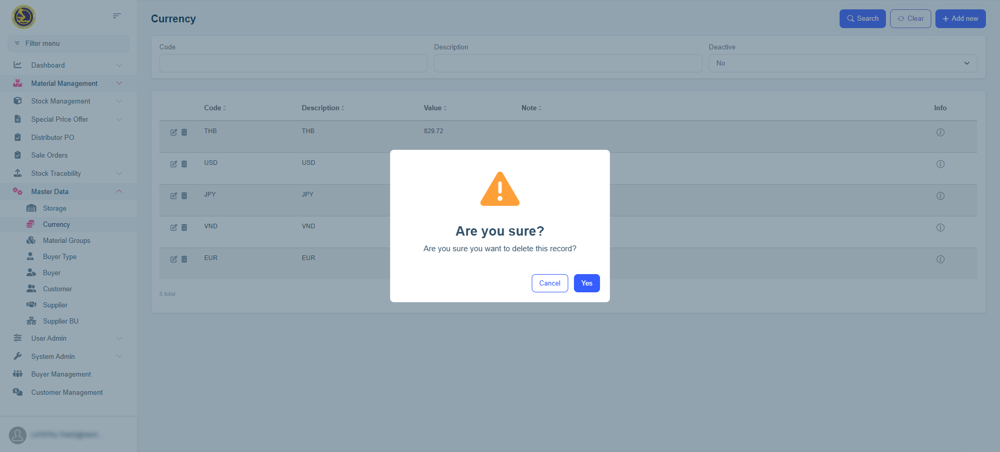 Filter menu
Dashboard
Material Management
Stock Management
Special Price Offer
Distributor PO
Sale Orders
Stock Tracebility
Master Data
Storage
Currency
Material Groups
Buyer Type
Buyer
Customer
Supplier
Supplier BU
User Admin
System Admin
Buyer Management
Customer Management
Currency
Search Clear Add new
Code Description Deactive
No
Code Description Value Note Info
THB THB 829.72
USD USD
JPY JPY
VND VND
EUR EUR
5 total
Are you sure?
Are you sure you want to delete this record?
Cancel Yes